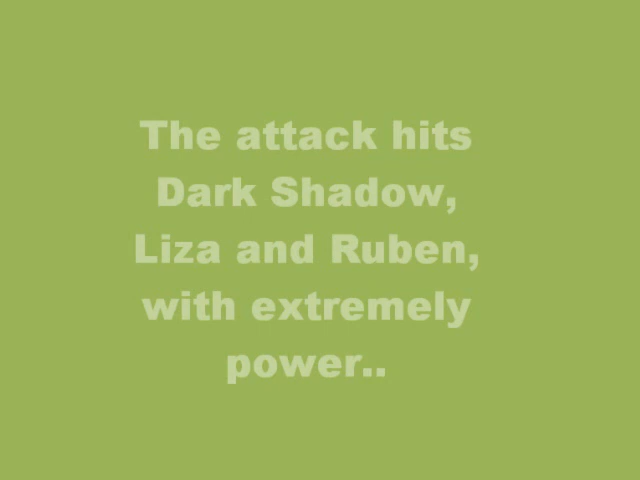 The attack hits
Dark Shadow,
Liza and Ruben,
with extremely
power..